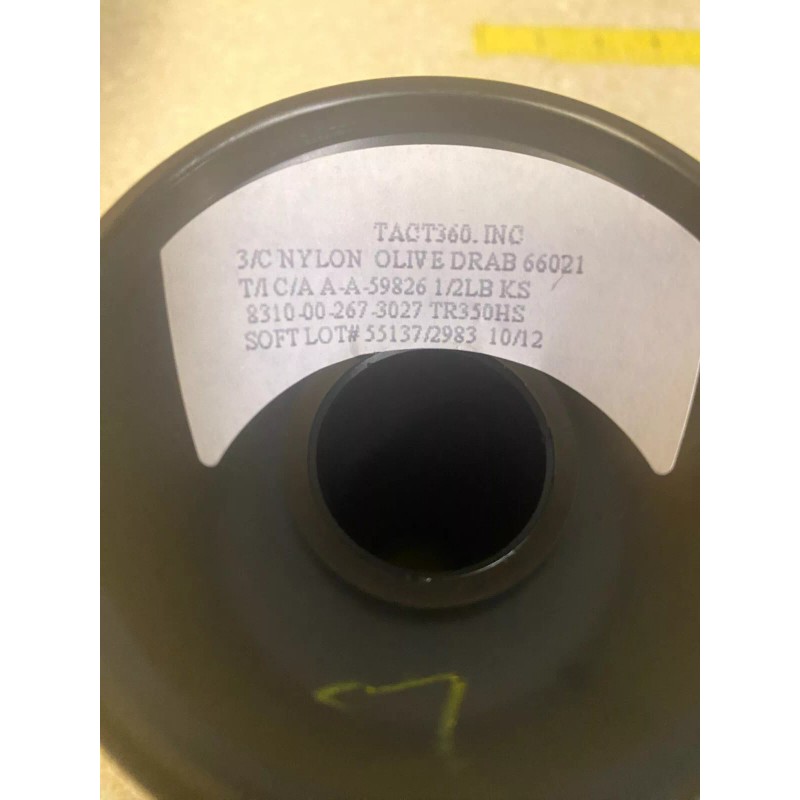 TACT360. INC
3/C NYLON OLIVE DRAB 66021
T/I C/A A-A-59826 1/2LB KS
8310-00-267-3027 TR350HS
SOFT LOT# 55137/2983 10/12